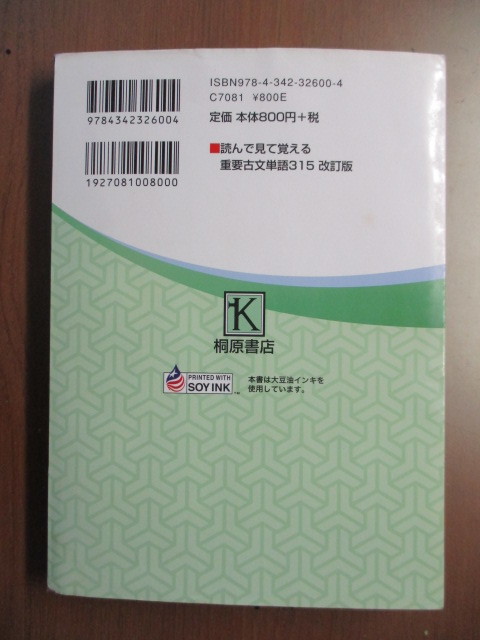 ISBN978-4-342-32600-4
C7081 ¥800E
定価 本体800円+税
9784342326004
1927081008000
■読んで見て覚える
重要古文単語315 改訂版
K
桐原書店
PRINTED WITH
SOY INK™
本書は大豆油インキを
使用しています。